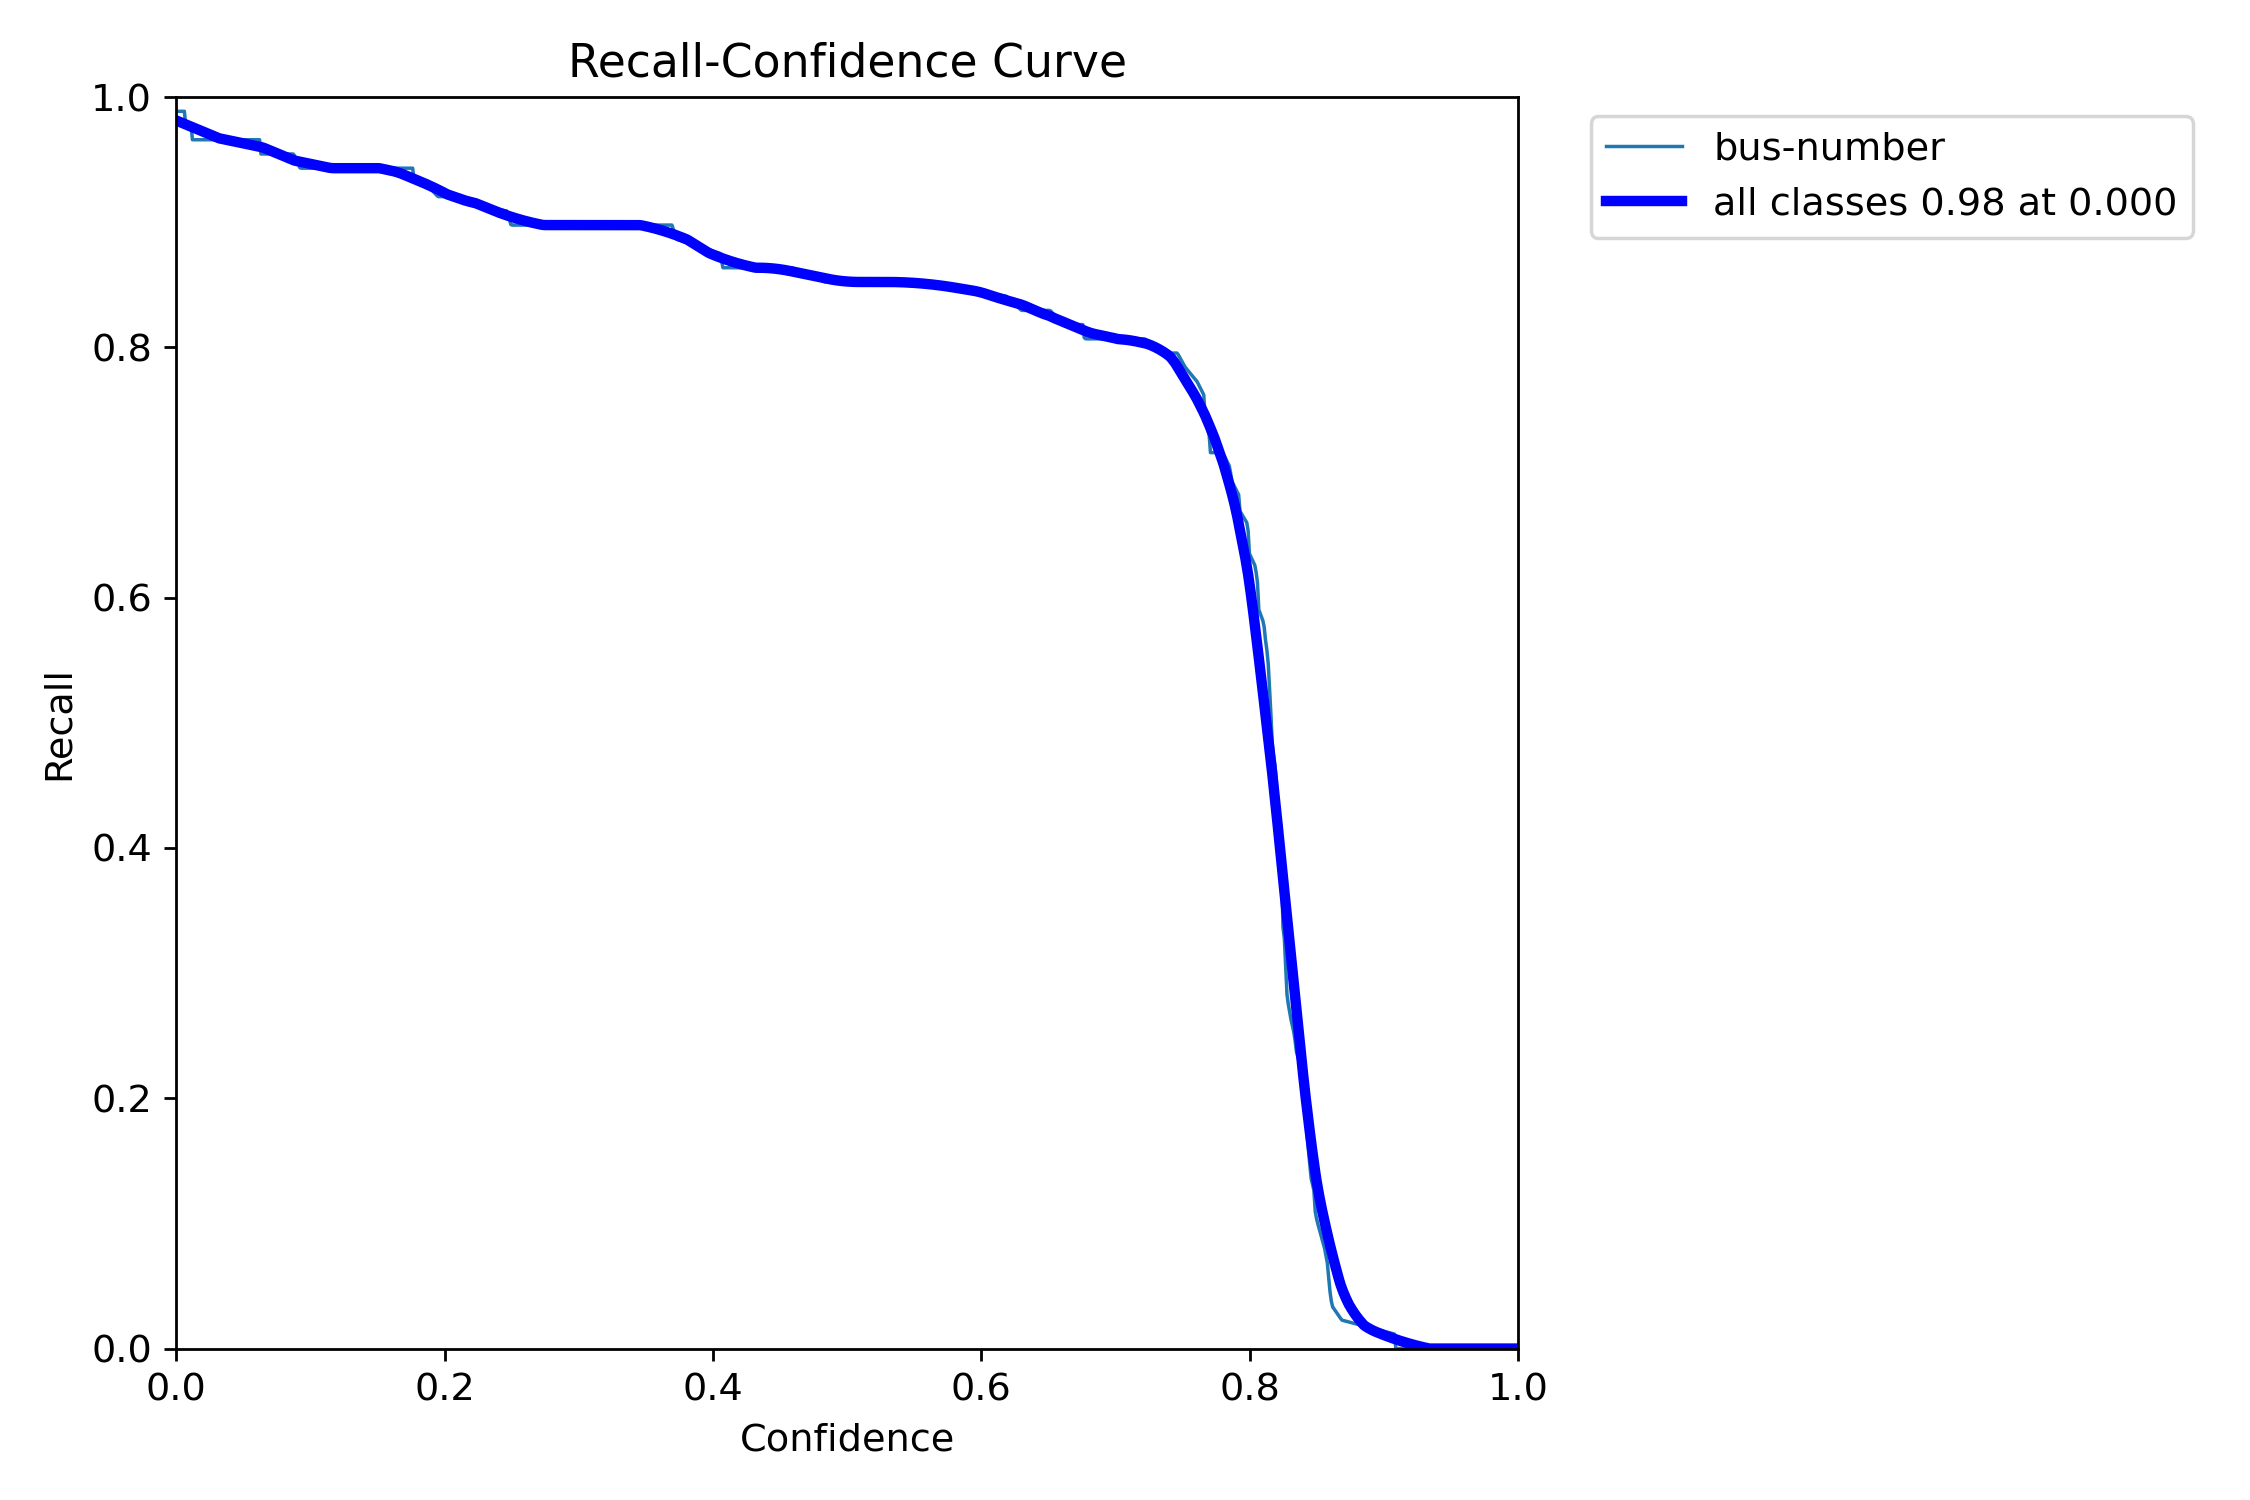 Recall-Confidence Curve
1.0
0.8
0.6
0.4
0.2
0.0
Recall
0.0 0.2 0.4 0.6 0.8 1.0
Confidence
bus-number
all classes 0.98 at 0.000